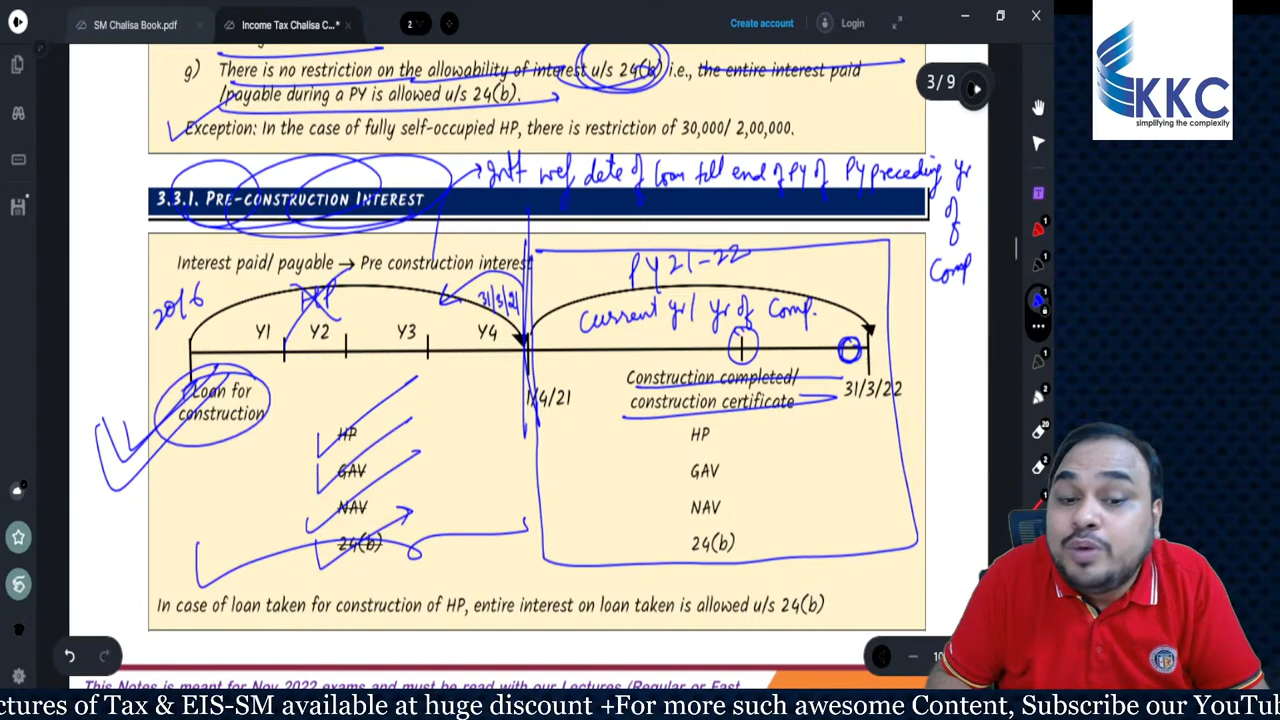 SM Chalisa Book.pdf
Income Tax Chalisa C...*
2
Create account
Login
KKC
simplifying the complexity
3/9
g) There is no restriction on the allowability of interest u/s 24(b) i.e., the entire interest paid
/payable during a PY is allowed u/s 24(b).
Exception: In the case of fully self-occupied HP, there is restriction of 30,000/ 2,00,000.
Intt wef date of loan till end of PY of PY preceding yr
of
Comp
3.3.1. PRE-CONSTRUCTION INTEREST
Interest paid/ payable → Pre construction interest
PY 21-22
2016
HP
31/3/21
Current yr/ yr of Comp.
Y1 Y2 Y3 Y4
Loan for
construction
1/4/21
Construction completed/
construction certificate
31/3/22
HP HP
GAV GAV
NAV NAV
24(b) 24(b)
In case of loan taken for construction of HP, entire interest on loan taken is allowed u/s 24(b)
10
This Notes is meant for Nov 2022 exams and must be read with our Lectures (Regular or Fast
ctures of Tax & EIS-SM available at huge discount +For more such awesome Content, Subscribe our YouTub